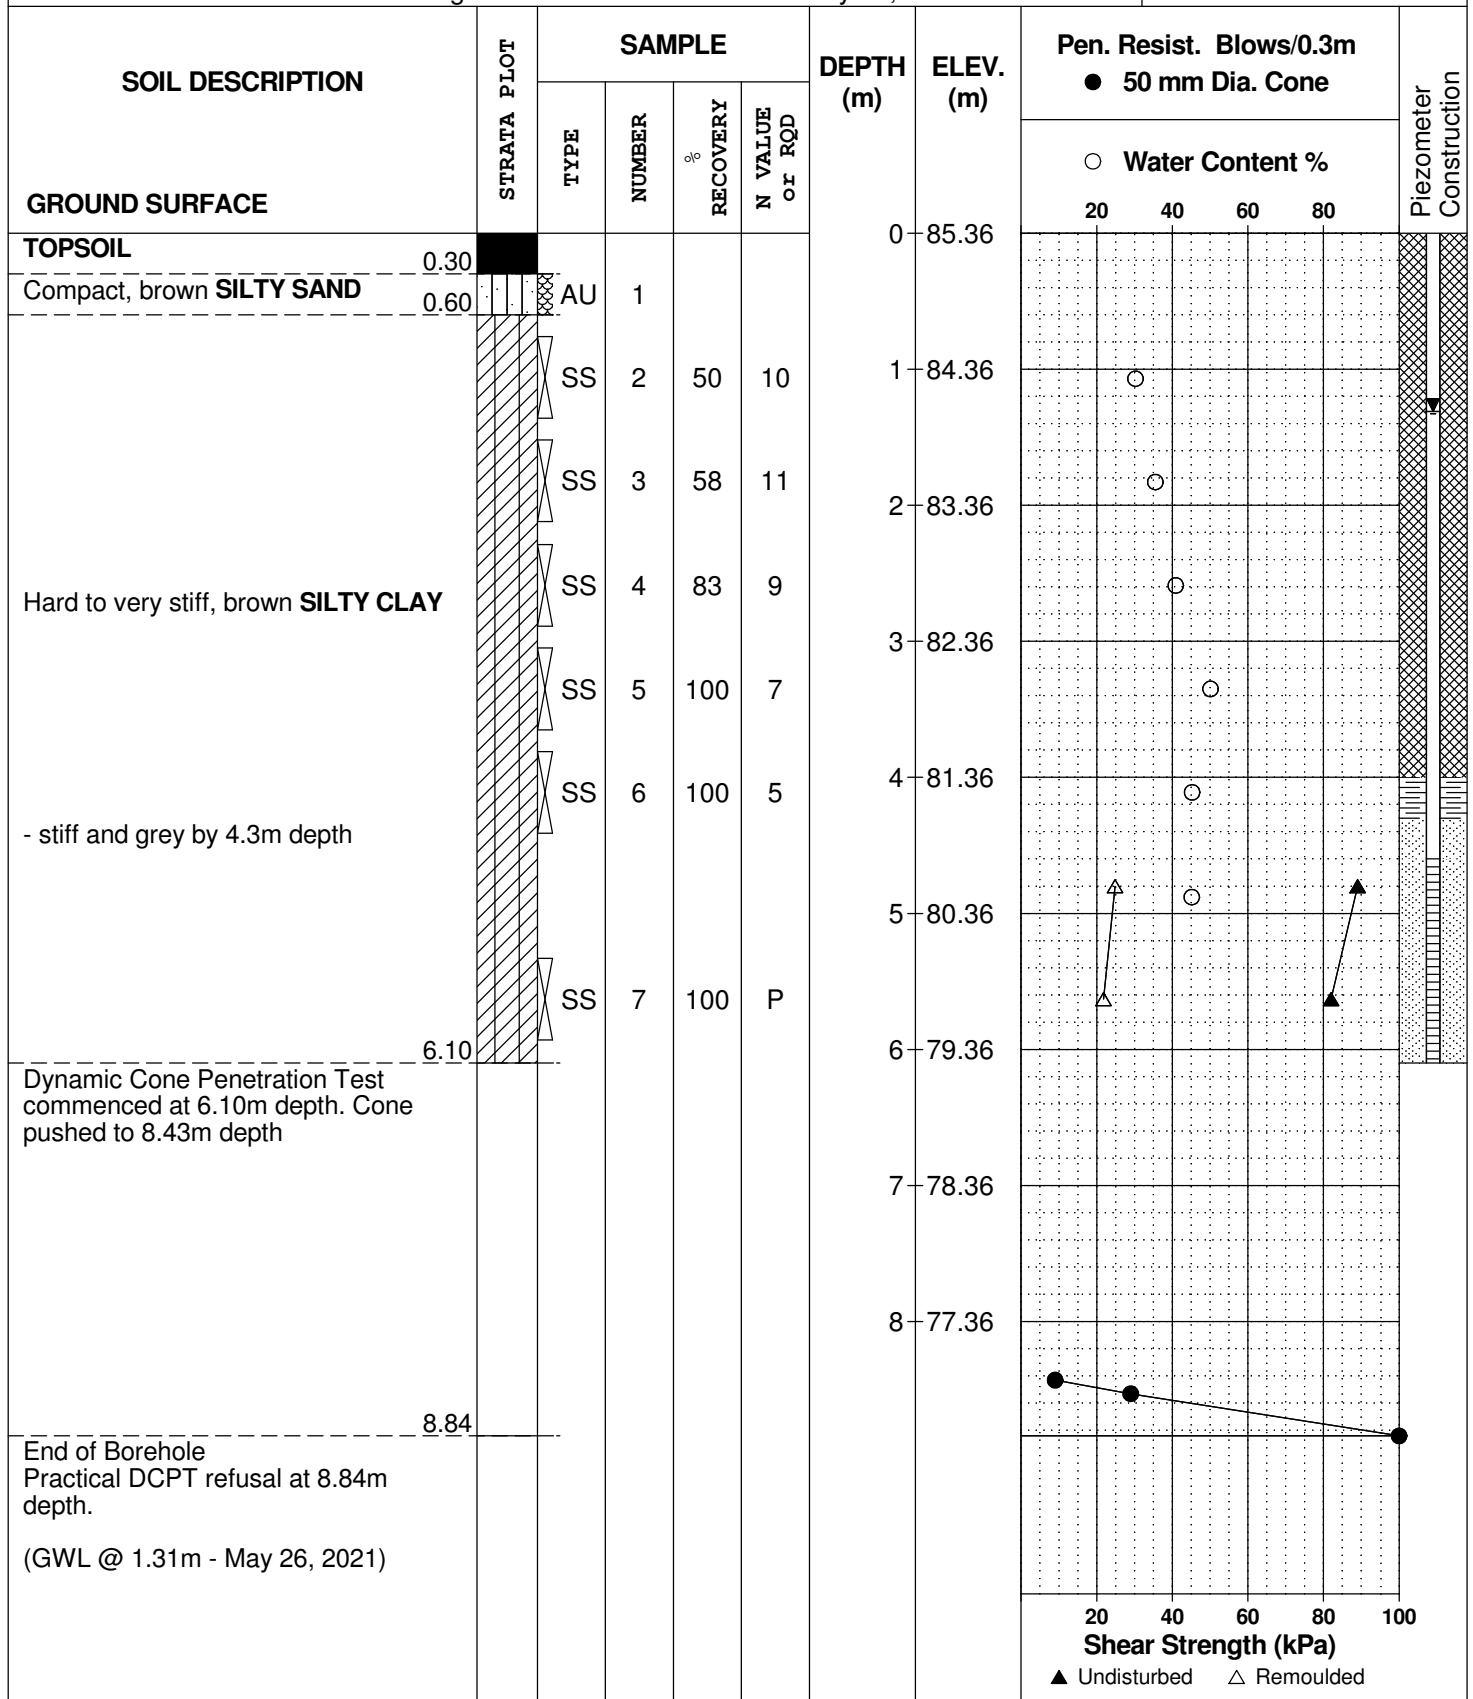 SOIL DESCRIPTION
GROUND SURFACE
STRATA PLOT
SAMPLE
TYPE
NUMBER
%
RECOVERY
N VALUE
or RQD
DEPTH
(m)
ELEV.
(m)
Pen. Resist. Blows/0.3m
● 50 mm Dia. Cone
○ Water Content %
20 40 60 80
Piezometer
Construction
0 85.36
TOPSOIL
0.30
Compact, brown SILTY SAND
0.60
AU 1
SS 2 50 10
1 84.36
SS 3 58 11
2 83.36
SS 4 83 9
Hard to very stiff, brown SILTY CLAY
3 82.36
SS 5 100 7
4 81.36
SS 6 100 5
- stiff and grey by 4.3m depth
5 80.36
SS 7 100 P
6.10
6 79.36
Dynamic Cone Penetration Test
commenced at 6.10m depth. Cone
pushed to 8.43m depth
7 78.36
8 77.36
8.84
End of Borehole
Practical DCPT refusal at 8.84m
depth.
(GWL @ 1.31m - May 26, 2021)
20 40 60 80 100
Shear Strength (kPa)
▲ Undisturbed △ Remoulded